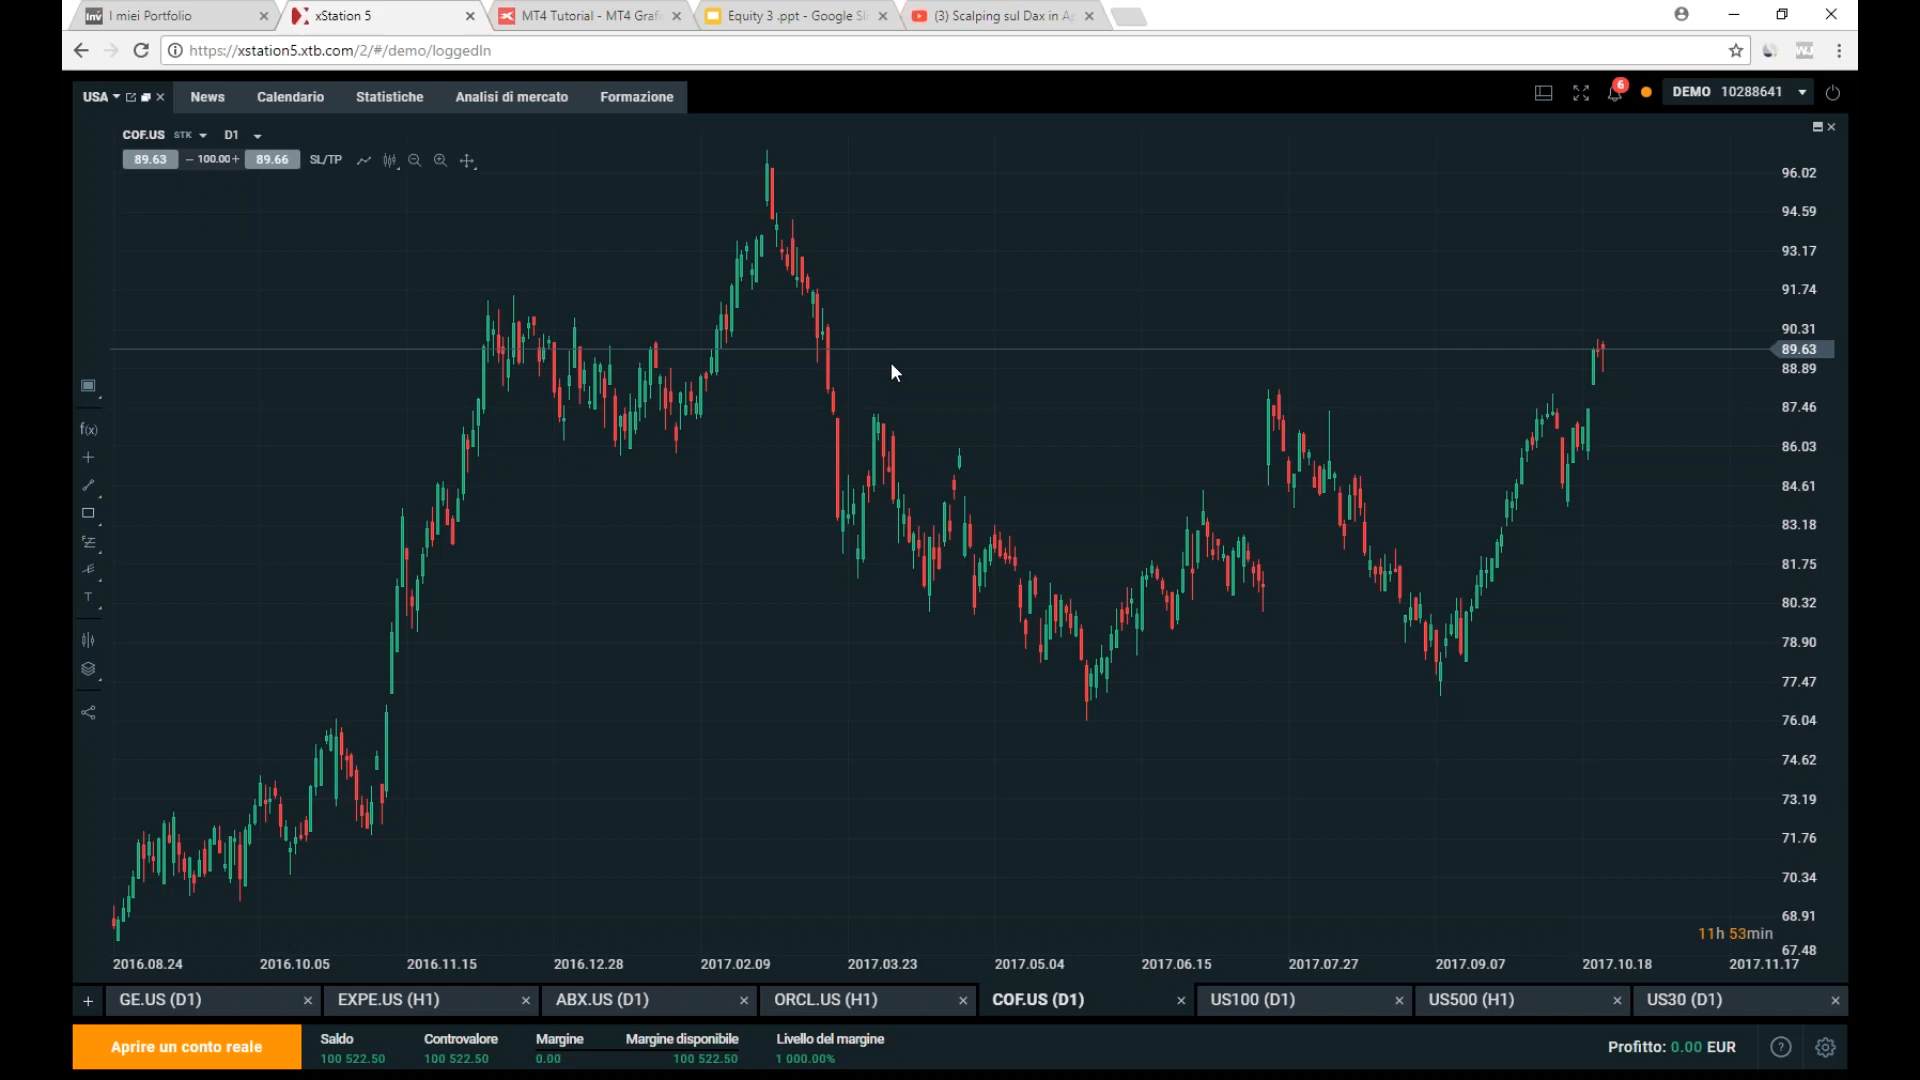 I miei Portfolio
xStation 5
MT4 Tutorial - MT4 Grafi
Equity 3 .ppt - Google Sl
(3) Scalping sul Dax in A
https://xstation5.xtb.com/2/#/demo/loggedIn
USA
News
Calendario
Statistiche
Analisi di mercato
Formazione
6
DEMO 10288641
COF.US STK D1
89.63 – 100.00 + 89.66 SL/TP
96.02
94.59
93.17
91.74
90.31
89.63
88.89
87.46
86.03
84.61
83.18
81.75
80.32
78.90
77.47
76.04
74.62
73.19
71.76
70.34
68.91
67.48
f(x)
T
11h 53min
2016.08.24
2016.10.05
2016.11.15
2016.12.28
2017.02.09
2017.03.23
2017.05.04
2017.06.15
2017.07.27
2017.09.07
2017.10.18
2017.11.17
GE.US (D1)
EXPE.US (H1)
ABX.US (D1)
ORCL.US (H1)
COF.US (D1)
US100 (D1)
US500 (H1)
US30 (D1)
Aprire un conto reale
Saldo
100 522.50
Controvalore
100 522.50
Margine
0.00
Margine disponibile
100 522.50
Livello del margine
1 000.00%
Profitto: 0.00 EUR